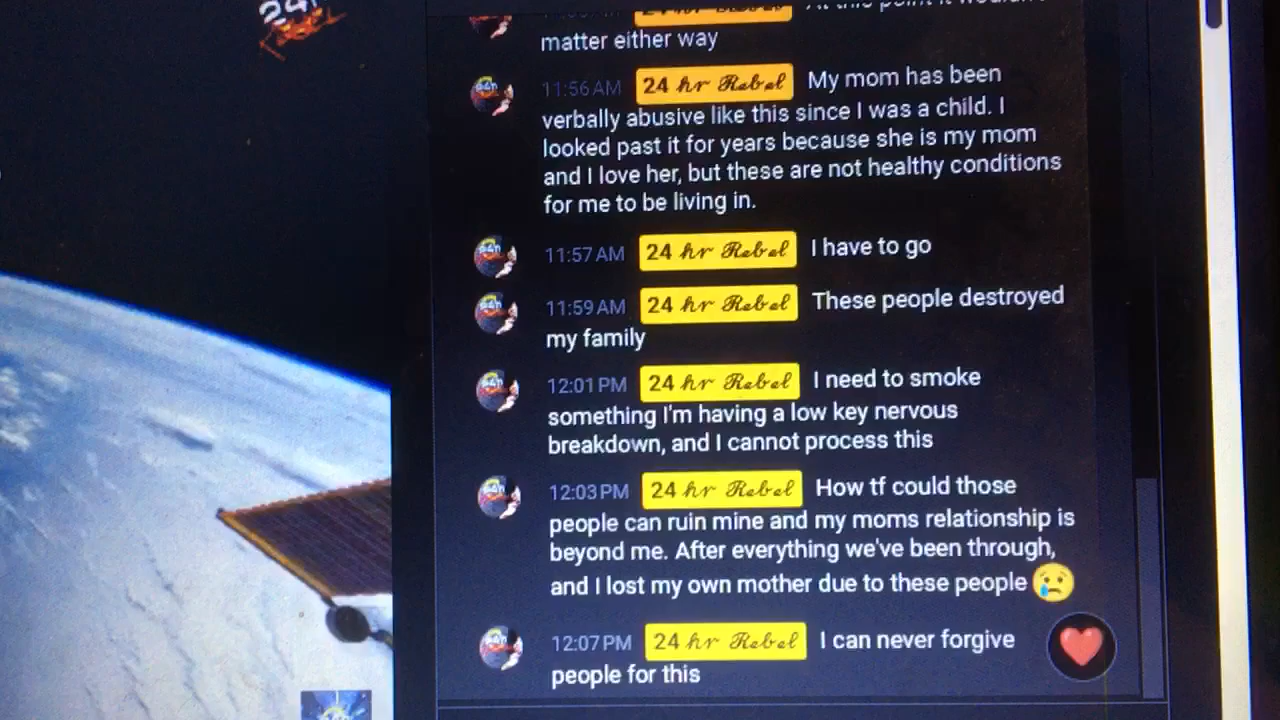 24H
matter either way
11:56 AM 24 hr Rebel My mom has been
verbally abusive like this since I was a child. I
looked past it for years because she is my mom
and I love her, but these are not healthy conditions
for me to be living in.
11:57 AM 24 hr Rebel I have to go
11:59 AM 24 hr Rebel These people destroyed
my family
12:01 PM 24 hr Rebel I need to smoke
something I'm having a low key nervous
breakdown, and I cannot process this
12:03 PM 24 hr Rebel How tf could those
people can ruin mine and my moms relationship is
beyond me. After everything we've been through,
and I lost my own mother due to these people 😢
12:07 PM 24 hr Rebel I can never forgive
people for this